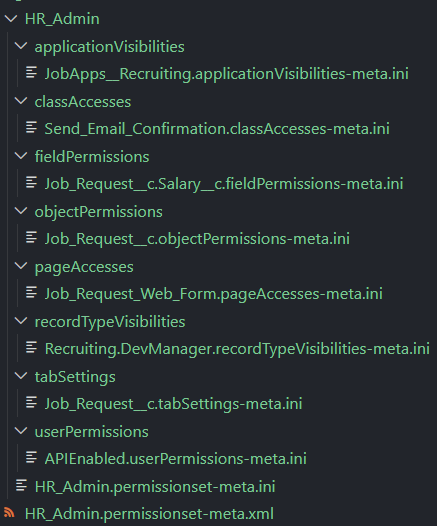 HR_Admin
applicationVisibilities
JobApps__Recruiting.applicationVisibilities-meta.ini
classAccesses
Send_Email_Confirmation.classAccesses-meta.ini
fieldPermissions
Job_Request__c.Salary__c.fieldPermissions-meta.ini
objectPermissions
Job_Request__c.objectPermissions-meta.ini
pageAccesses
Job_Request_Web_Form.pageAccesses-meta.ini
recordTypeVisibilities
Recruiting.DevManager.recordTypeVisibilities-meta.ini
tabSettings
Job_Request__c.tabSettings-meta.ini
userPermissions
APIEnabled.userPermissions-meta.ini
HR_Admin.permissionset-meta.ini
HR_Admin.permissionset-meta.xml